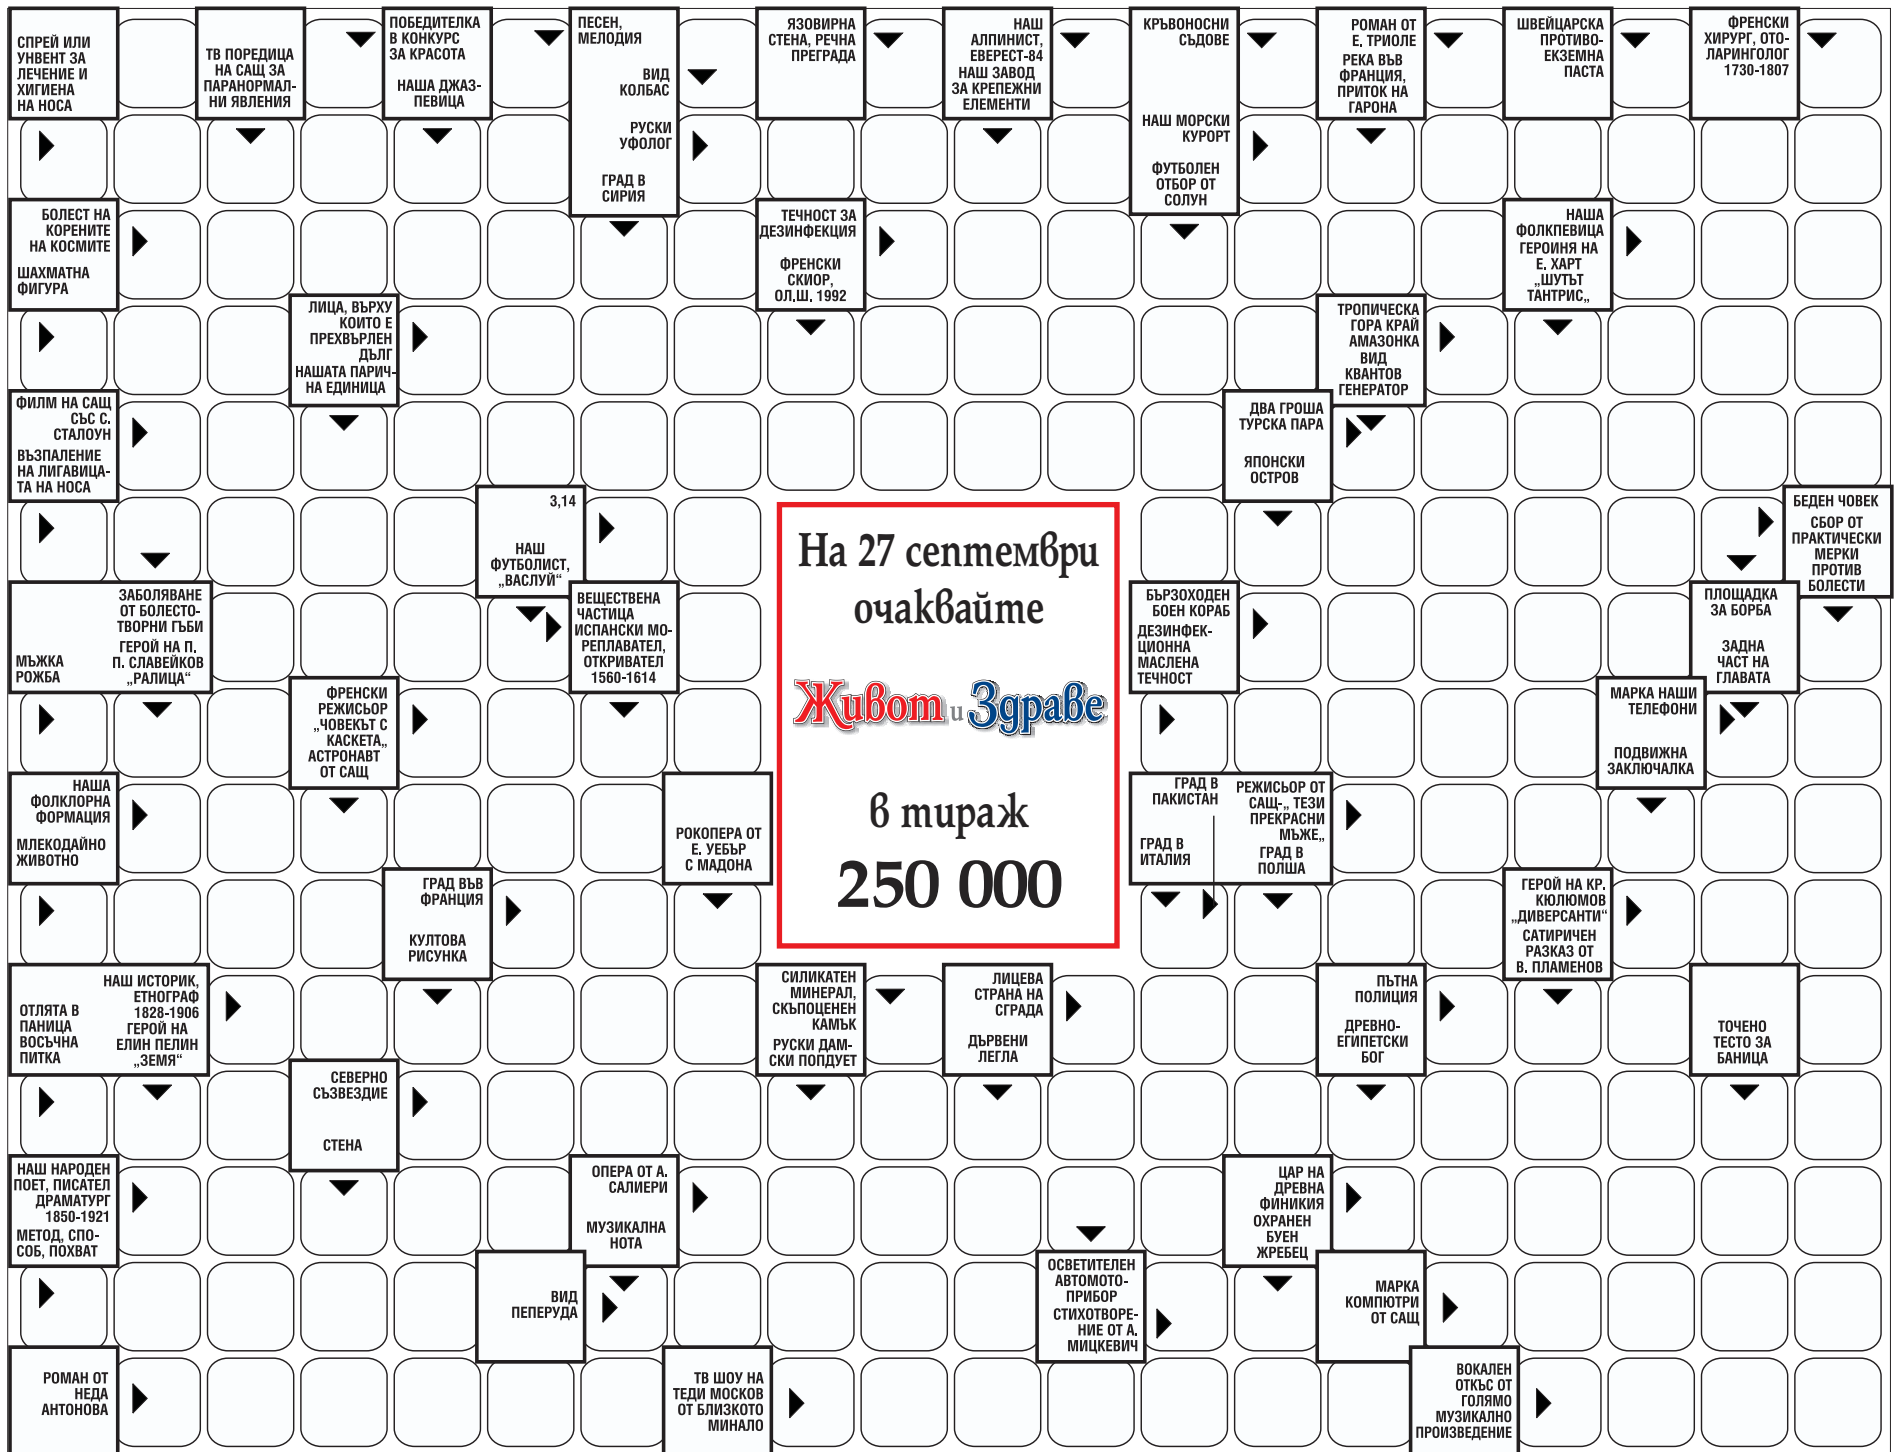 СПРЕЙ ИЛИ
УНВЕНТ ЗА
ЛЕЧЕНИЕ И
ХИГИЕНА
НА НОСА
ТВ ПОРЕДИЦА
НА САЩ ЗА
ПАРАНОРМАЛ-
НИ ЯВЛЕНИЯ
ПОБЕДИТЕЛКА
В КОНКУРС
ЗА КРАСОТА
НАША ДЖАЗ-
ПЕВИЦА
ПЕСЕН,
МЕЛОДИЯ
ВИД
КОЛБАС
РУСКИ
УФОЛОГ
ГРАД В
СИРИЯ
ЯЗОВИРНА
СТЕНА, РЕЧНА
ПРЕГРАДА
НАШ
АЛПИНИСТ,
ЕВЕРЕСТ-84
НАШ ЗАВОД
ЗА КРЕПЕЖНИ
ЕЛЕМЕНТИ
КРЪВОНОСНИ
СЪДОВЕ
НАШ МОРСКИ
КУРОРТ
ФУТБОЛЕН
ОТБОР ОТ
СОЛУН
РОМАН ОТ
Е. ТРИОЛЕ
РЕКА ВЪВ
ФРАНЦИЯ,
ПРИТОК НА
ГАРОНА
ШВЕЙЦАРСКА
ПРОТИВО-
ЕКЗЕМНА
ПАСТА
ФРЕНСКИ
ХИРУРГ, ОТО-
ЛАРИНГОЛОГ
1730-1807
БОЛЕСТ НА
КОРЕНИТЕ
НА КОСМИТЕ
ШАХМАТНА
ФИГУРА
ТЕЧНОСТ ЗА
ДЕЗИНФЕКЦИЯ
ФРЕНСКИ
СКИОР,
ОЛ.Ш. 1992
НАША
ФОЛКПЕВИЦА
ГЕРОИНЯ НА
Е. ХАРТ
„ШУТЪТ
ТАНТРИС„
ЛИЦА, ВЪРХУ
КОИТО Е
ПРЕХВЪРЛЕН
ДЪЛГ
НАШАТА ПАРИЧ-
НА ЕДИНИЦА
ТРОПИЧЕСКА
ГОРА КРАЙ
АМАЗОНКА
ВИД
КВАНТОВ
ГЕНЕРАТОР
ФИЛМ НА САЩ
СЪС С.
СТАЛОУН
ВЪЗПАЛЕНИЕ
НА ЛИГАВИЦА-
ТА НА НОСА
ДВА ГРОША
ТУРСКА ПАРА
ЯПОНСКИ
ОСТРОВ
3,14
НАШ
ФУТБОЛИСТ,
„ВАСЛУЙ“
На 27 септември
очаквайте
Живот и Здраве
в тираж
250 000
БЕДЕН ЧОВЕК
СБОР ОТ
ПРАКТИЧЕСКИ
МЕРКИ
ПРОТИВ
БОЛЕСТИ
МЪЖКА
РОЖБА
ЗАБОЛЯВАНЕ
ОТ БОЛЕСТО-
ТВОРНИ ГЪБИ
ГЕРОЙ НА П.
П. СЛАВЕЙКОВ
„РАЛИЦА“
ВЕЩЕСТВЕНА
ЧАСТИЦА
ИСПАНСКИ МО-
РЕПЛАВАТЕЛ,
ОТКРИВАТЕЛ
1560-1614
БЪРЗОХОДЕН
БОЕН КОРАБ
ДЕЗИНФЕК-
ЦИОННА
МАСЛЕНА
ТЕЧНОСТ
ПЛОЩАДКА
ЗА БОРБА
ЗАДНА
ЧАСТ НА
ГЛАВАТА
ФРЕНСКИ
РЕЖИСЬОР
„ЧОВЕКЪТ С
КАСКЕТА„
АСТРОНАВТ
ОТ САЩ
МАРКА НАШИ
ТЕЛЕФОНИ
ПОДВИЖНА
ЗАКЛЮЧАЛКА
НАША
ФОЛКЛОРНА
ФОРМАЦИЯ
МЛЕКОДАЙНО
ЖИВОТНО
РОКОПЕРА ОТ
Е. УЕБЪР
С МАДОНА
ГРАД В
ПАКИСТАН
ГРАД В
ИТАЛИЯ
РЕЖИСЬОР ОТ
САЩ-„ ТЕЗИ
ПРЕКРАСНИ
МЪЖЕ„
ГРАД В
ПОЛША
ГРАД ВЪВ
ФРАНЦИЯ
КУЛТОВА
РИСУНКА
ГЕРОЙ НА КР.
КЮЛЮМОВ
„ДИВЕРСАНТИ“
САТИРИЧЕН
РАЗКАЗ ОТ
В. ПЛАМЕНОВ
ОТЛЯТА В
ПАНИЦА
ВОСЪЧНА
ПИТКА
НАШ ИСТОРИК,
ЕТНОГРАФ
1828-1906
ГЕРОЙ НА
ЕЛИН ПЕЛИН
„ЗЕМЯ“
СИЛИКАТЕН
МИНЕРАЛ,
СКЪПОЦЕНЕН
КАМЪК
РУСКИ ДАМ-
СКИ ПОПДУЕТ
ЛИЦЕВА
СТРАНА НА
СГРАДА
ДЪРВЕНИ
ЛЕГЛА
ПЪТНА
ПОЛИЦИЯ
ДРЕВНО-
ЕГИПЕТСКИ
БОГ
ТОЧЕНО
ТЕСТО ЗА
БАНИЦА
СЕВЕРНО
СЪЗВЕЗДИЕ
СТЕНА
НАШ НАРОДЕН
ПОЕТ, ПИСАТЕЛ
ДРАМАТУРГ
1850-1921
МЕТОД, СПО-
СОБ, ПОХВАТ
ОПЕРА ОТ А.
САЛИЕРИ
МУЗИКАЛНА
НОТА
ЦАР НА
ДРЕВНА
ФИНИКИЯ
ОХРАНЕН
БУЕН
ЖРЕБЕЦ
ВИД
ПЕПЕРУДА
ОСВЕТИТЕЛЕН
АВТОМОТО-
ПРИБОР
СТИХОТВОРЕ-
НИЕ ОТ А.
МИЦКЕВИЧ
МАРКА
КОМПЮТРИ
ОТ САЩ
РОМАН ОТ
НЕДА
АНТОНОВА
ТВ ШОУ НА
ТЕДИ МОСКОВ
ОТ БЛИЗКОТО
МИНАЛО
ВОКАЛЕН
ОТКЪС ОТ
ГОЛЯМО
МУЗИКАЛНО
ПРОИЗВЕДЕНИЕ